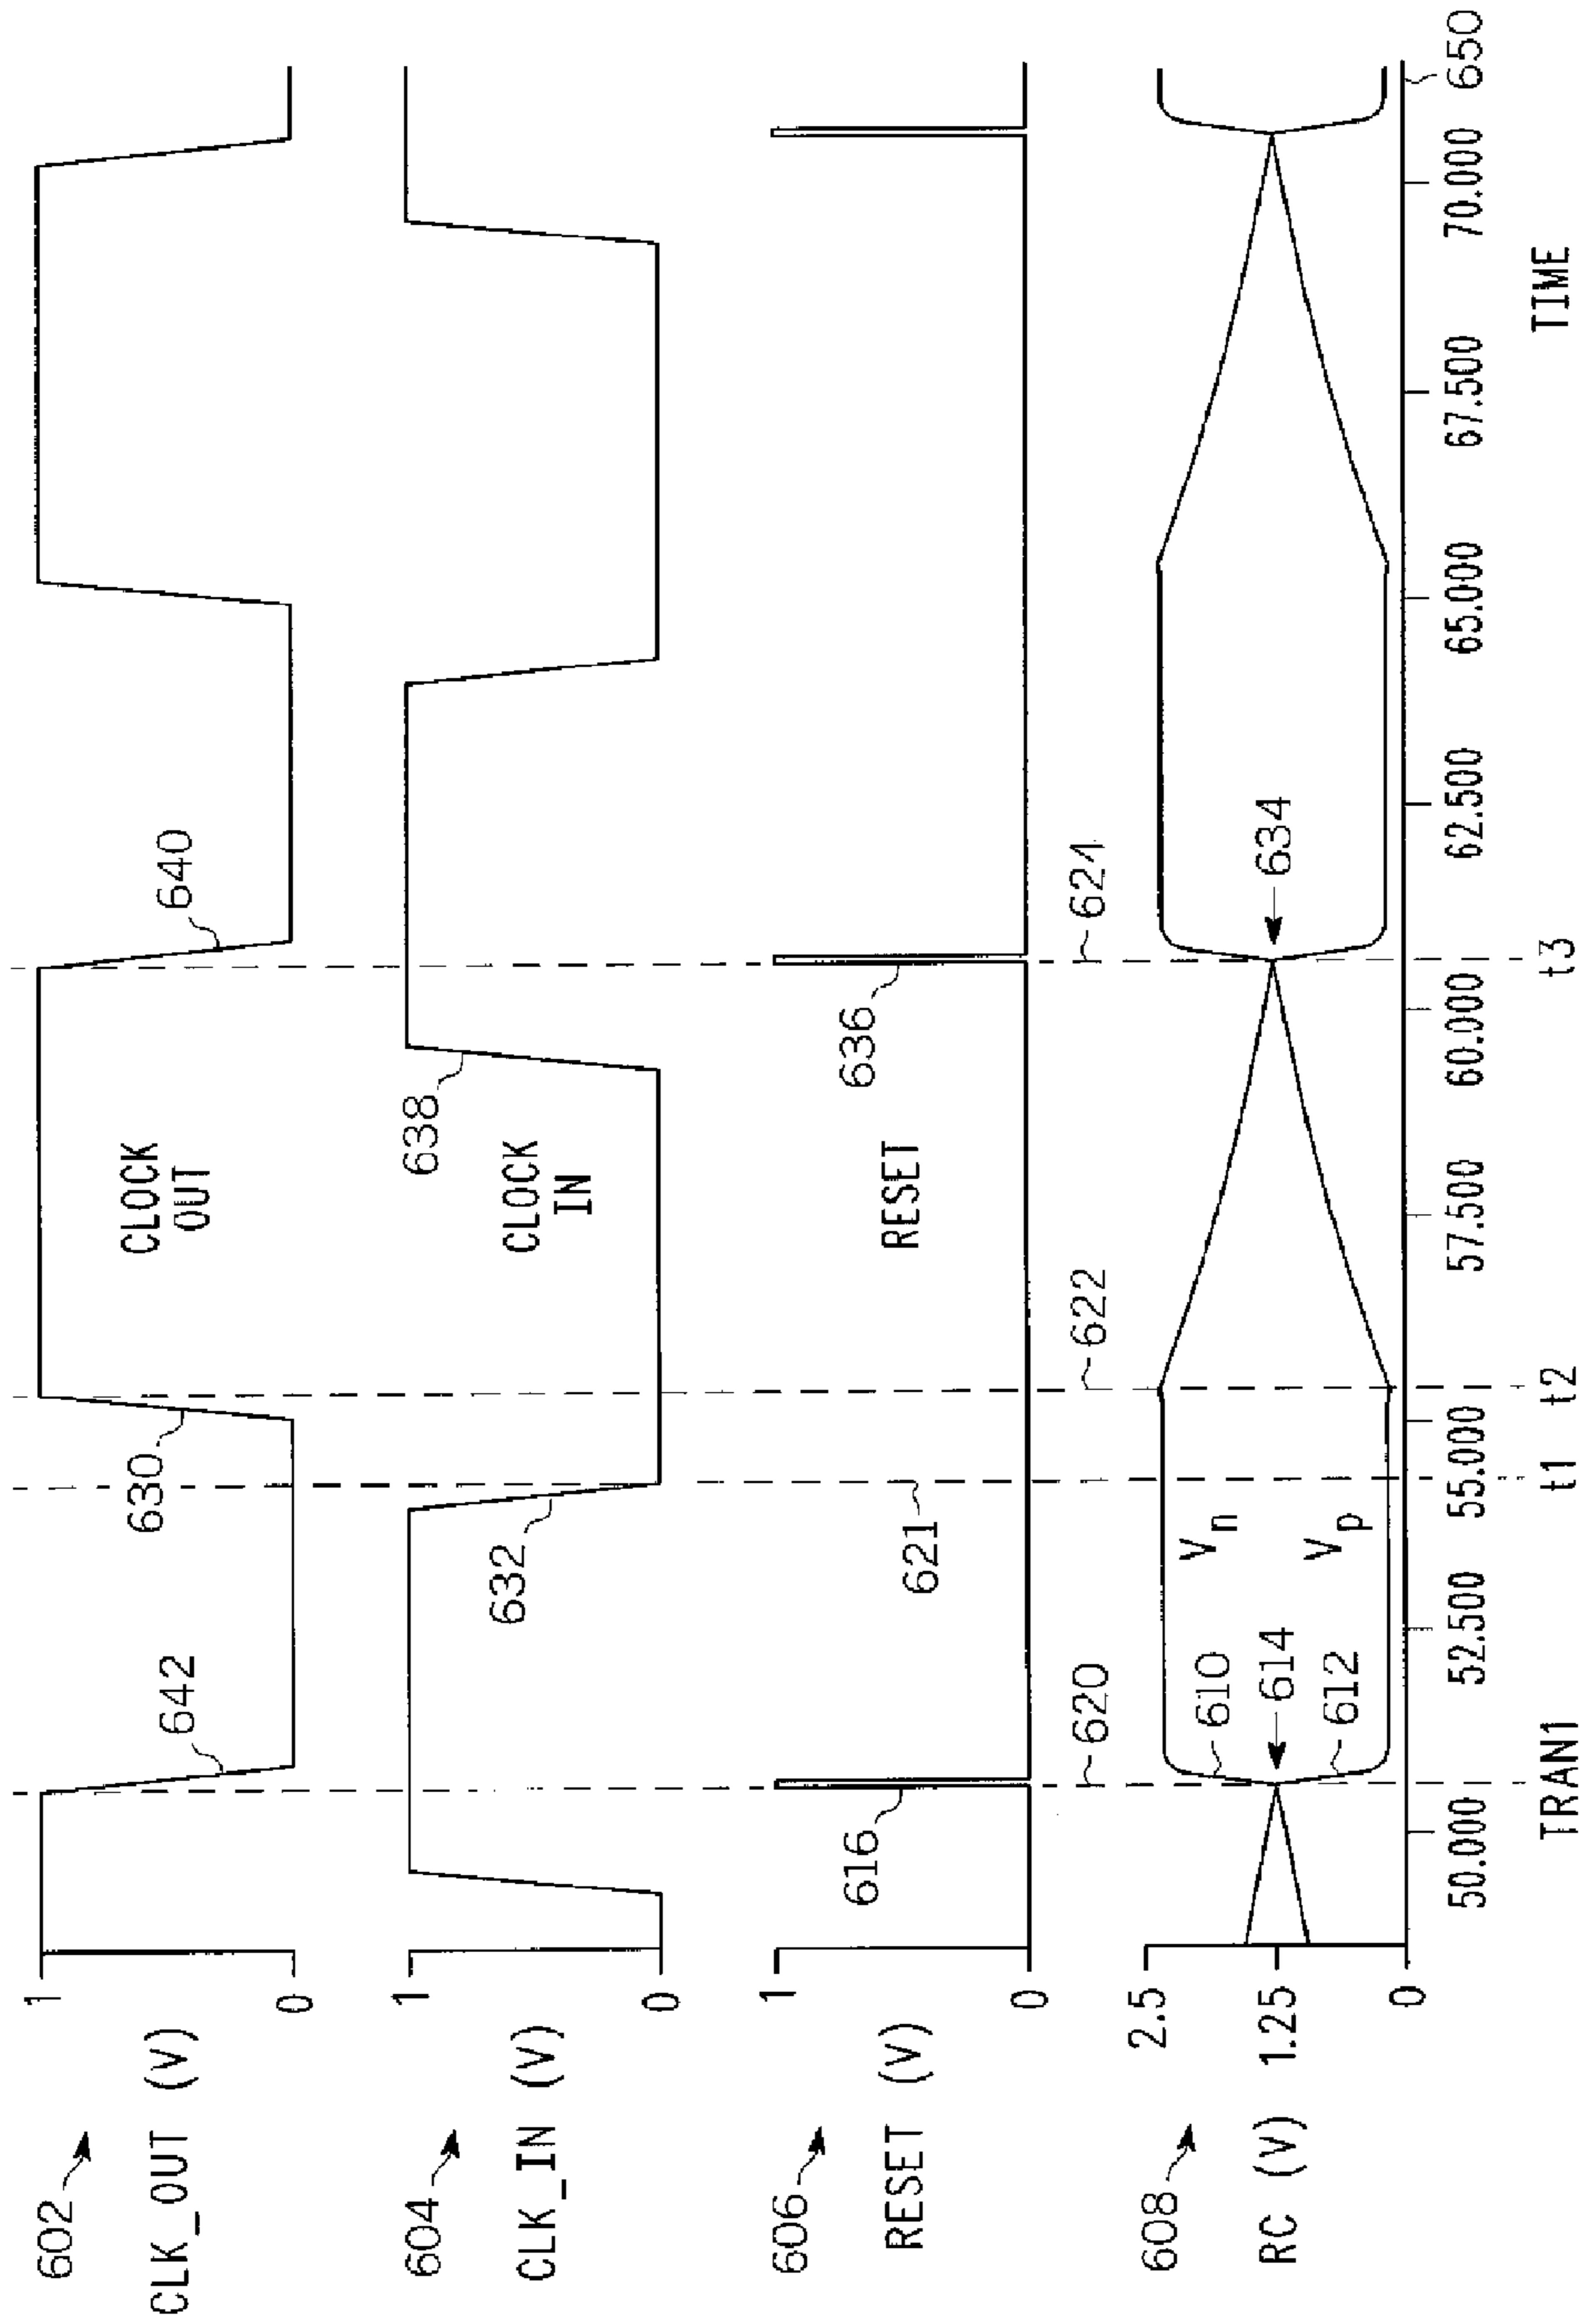 602
CLK_OUT (V)
1
0
642
630
CLOCK
OUT
640
604
CLK_IN (V)
1
0
632
638
CLOCK
IN
606
RESET (V)
1
0
616
621
636
RESET
620
622
624
608
RC (V)
2.5
1.25
0
610
614
612
Vn
Vp
634
650
50.000
52.500
55.000
57.500
60.000
62.500
65.000
67.500
70.000
TRAN1
t1
t2
t3
TIME